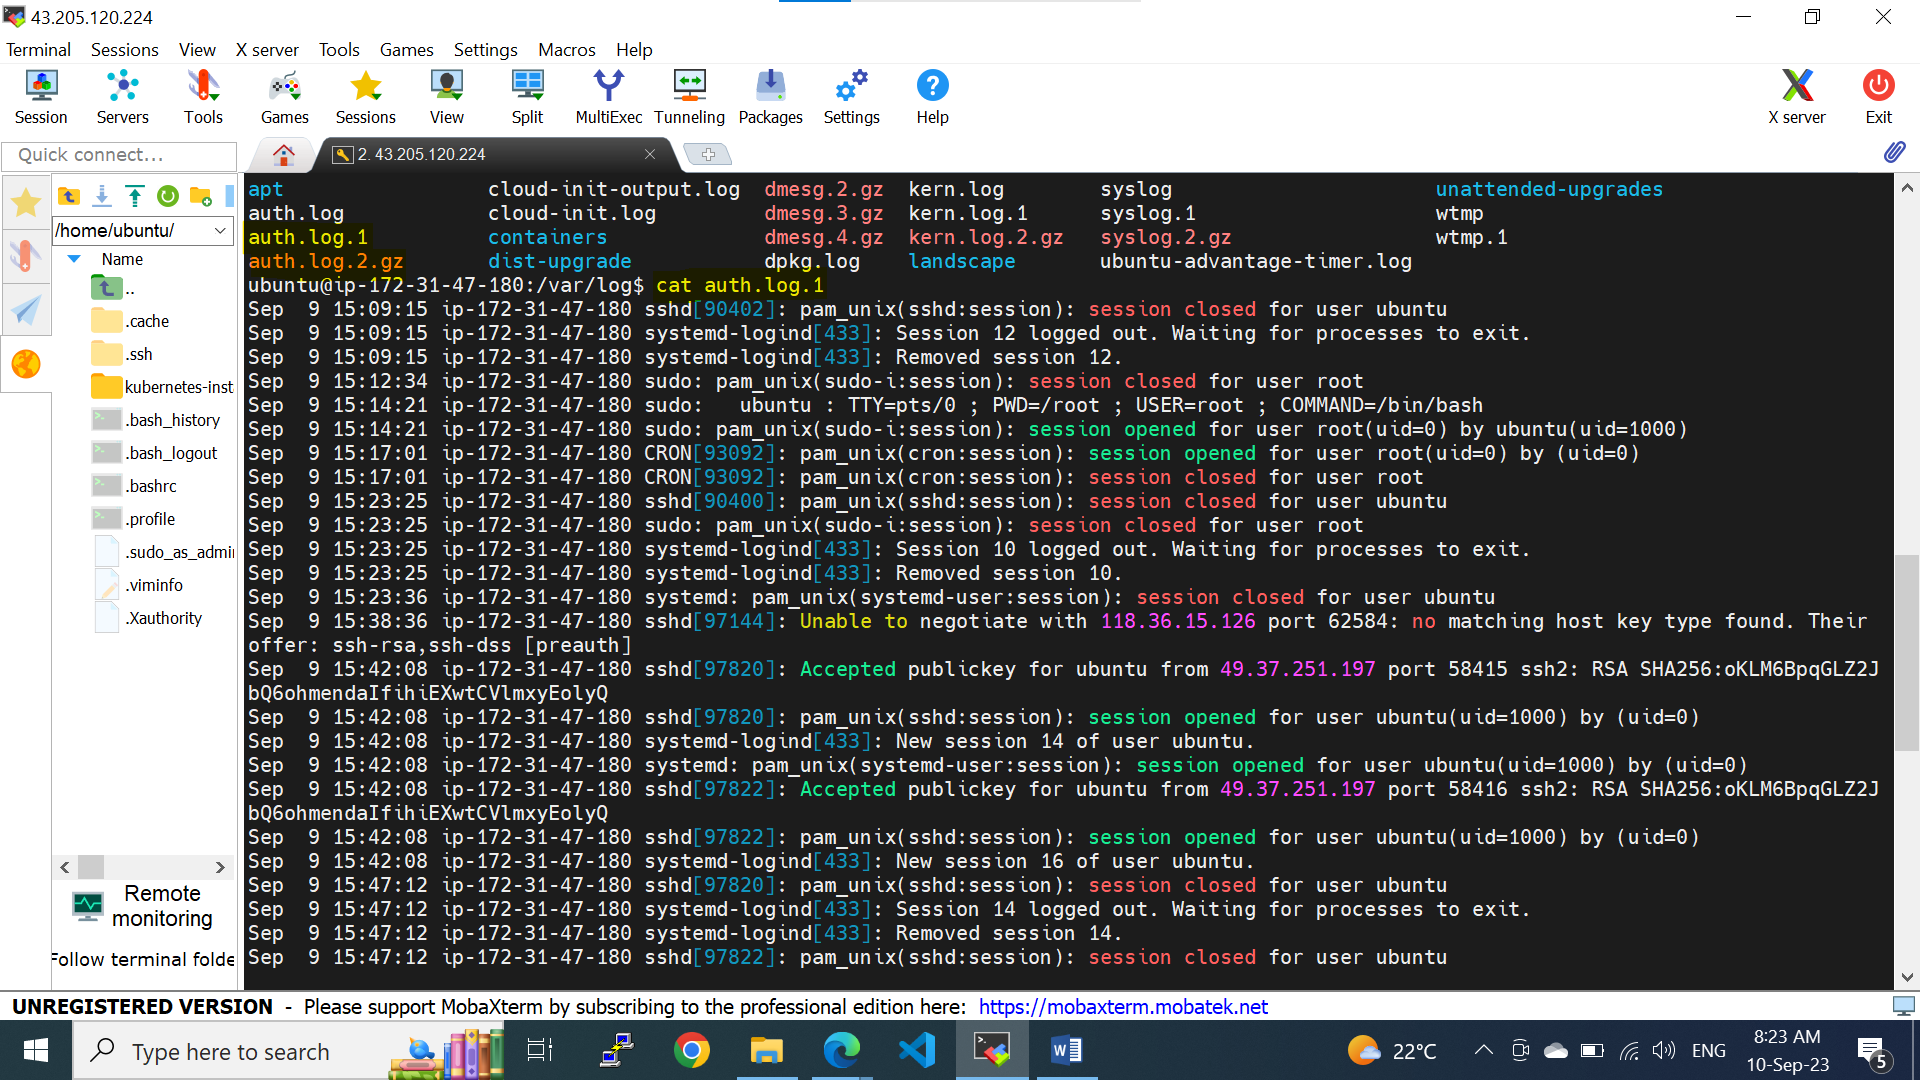 43.205.120.224
Terminal Sessions View X server Tools Games Settings Macros Help
Session Servers Tools Games Sessions View Split MultiExec Tunneling Packages Settings Help X server Exit
Quick connect...
2. 43.205.120.224
/home/ubuntu/
Name
..
.cache
.ssh
kubernetes-inst
.bash_history
.bash_logout
.bashrc
.profile
.sudo_as_admi
.viminfo
.Xauthority
Remote
monitoring
Follow terminal folde
apt cloud-init-output.log dmesg.2.gz kern.log syslog unattended-upgrades
auth.log cloud-init.log dmesg.3.gz kern.log.1 syslog.1 wtmp
auth.log.1 containers dmesg.4.gz kern.log.2.gz syslog.2.gz wtmp.1
auth.log.2.gz dist-upgrade dpkg.log landscape ubuntu-advantage-timer.log
ubuntu@ip-172-31-47-180:/var/log$ cat auth.log.1
Sep  9 15:09:15 ip-172-31-47-180 sshd[90402]: pam_unix(sshd:session): session closed for user ubuntu
Sep  9 15:09:15 ip-172-31-47-180 systemd-logind[433]: Session 12 logged out. Waiting for processes to exit.
Sep  9 15:09:15 ip-172-31-47-180 systemd-logind[433]: Removed session 12.
Sep  9 15:12:34 ip-172-31-47-180 sudo: pam_unix(sudo-i:session): session closed for user root
Sep  9 15:14:21 ip-172-31-47-180 sudo:   ubuntu : TTY=pts/0 ; PWD=/root ; USER=root ; COMMAND=/bin/bash
Sep  9 15:14:21 ip-172-31-47-180 sudo: pam_unix(sudo-i:session): session opened for user root(uid=0) by ubuntu(uid=1000)
Sep  9 15:17:01 ip-172-31-47-180 CRON[93092]: pam_unix(cron:session): session opened for user root(uid=0) by (uid=0)
Sep  9 15:17:01 ip-172-31-47-180 CRON[93092]: pam_unix(cron:session): session closed for user root
Sep  9 15:23:25 ip-172-31-47-180 sshd[90400]: pam_unix(sshd:session): session closed for user ubuntu
Sep  9 15:23:25 ip-172-31-47-180 sudo: pam_unix(sudo-i:session): session closed for user root
Sep  9 15:23:25 ip-172-31-47-180 systemd-logind[433]: Session 10 logged out. Waiting for processes to exit.
Sep  9 15:23:25 ip-172-31-47-180 systemd-logind[433]: Removed session 10.
Sep  9 15:23:36 ip-172-31-47-180 systemd: pam_unix(systemd-user:session): session closed for user ubuntu
Sep  9 15:38:36 ip-172-31-47-180 sshd[97144]: Unable to negotiate with 118.36.15.126 port 62584: no matching host key type found. Their
offer: ssh-rsa,ssh-dss [preauth]
Sep  9 15:42:08 ip-172-31-47-180 sshd[97820]: Accepted publickey for ubuntu from 49.37.251.197 port 58415 ssh2: RSA SHA256:oKLM6BpqGLZ2J
bQ6ohmendaIfihiEXwtCVlmxyEolyQ
Sep  9 15:42:08 ip-172-31-47-180 sshd[97820]: pam_unix(sshd:session): session opened for user ubuntu(uid=1000) by (uid=0)
Sep  9 15:42:08 ip-172-31-47-180 systemd-logind[433]: New session 14 of user ubuntu.
Sep  9 15:42:08 ip-172-31-47-180 systemd: pam_unix(systemd-user:session): session opened for user ubuntu(uid=1000) by (uid=0)
Sep  9 15:42:08 ip-172-31-47-180 sshd[97822]: Accepted publickey for ubuntu from 49.37.251.197 port 58416 ssh2: RSA SHA256:oKLM6BpqGLZ2J
bQ6ohmendaIfihiEXwtCVlmxyEolyQ
Sep  9 15:42:08 ip-172-31-47-180 sshd[97822]: pam_unix(sshd:session): session opened for user ubuntu(uid=1000) by (uid=0)
Sep  9 15:42:08 ip-172-31-47-180 systemd-logind[433]: New session 16 of user ubuntu.
Sep  9 15:47:12 ip-172-31-47-180 sshd[97820]: pam_unix(sshd:session): session closed for user ubuntu
Sep  9 15:47:12 ip-172-31-47-180 systemd-logind[433]: Session 14 logged out. Waiting for processes to exit.
Sep  9 15:47:12 ip-172-31-47-180 systemd-logind[433]: Removed session 14.
Sep  9 15:47:12 ip-172-31-47-180 sshd[97822]: pam_unix(sshd:session): session closed for user ubuntu
UNREGISTERED VERSION - Please support MobaXterm by subscribing to the professional edition here: https://mobaxterm.mobatek.net
Type here to search
22°C
ENG
8:23 AM
10-Sep-23
5